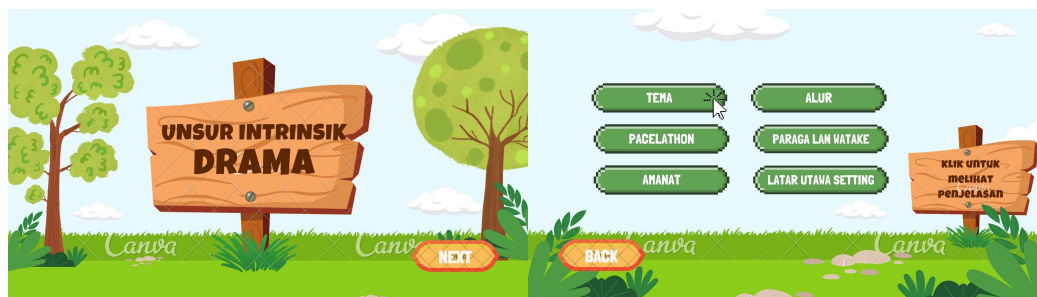 UNSUR INTRINSIK
DRAMA
Canva
Canva
NEXT
TEMA
ALUR
PACELATHON
PARAGA LAN WATAKE
AMANAT
LATAR UTAWA SETTING
KLIK UNTUK
MELIHAT
PENJELASAN
Canva
Canva
BACK